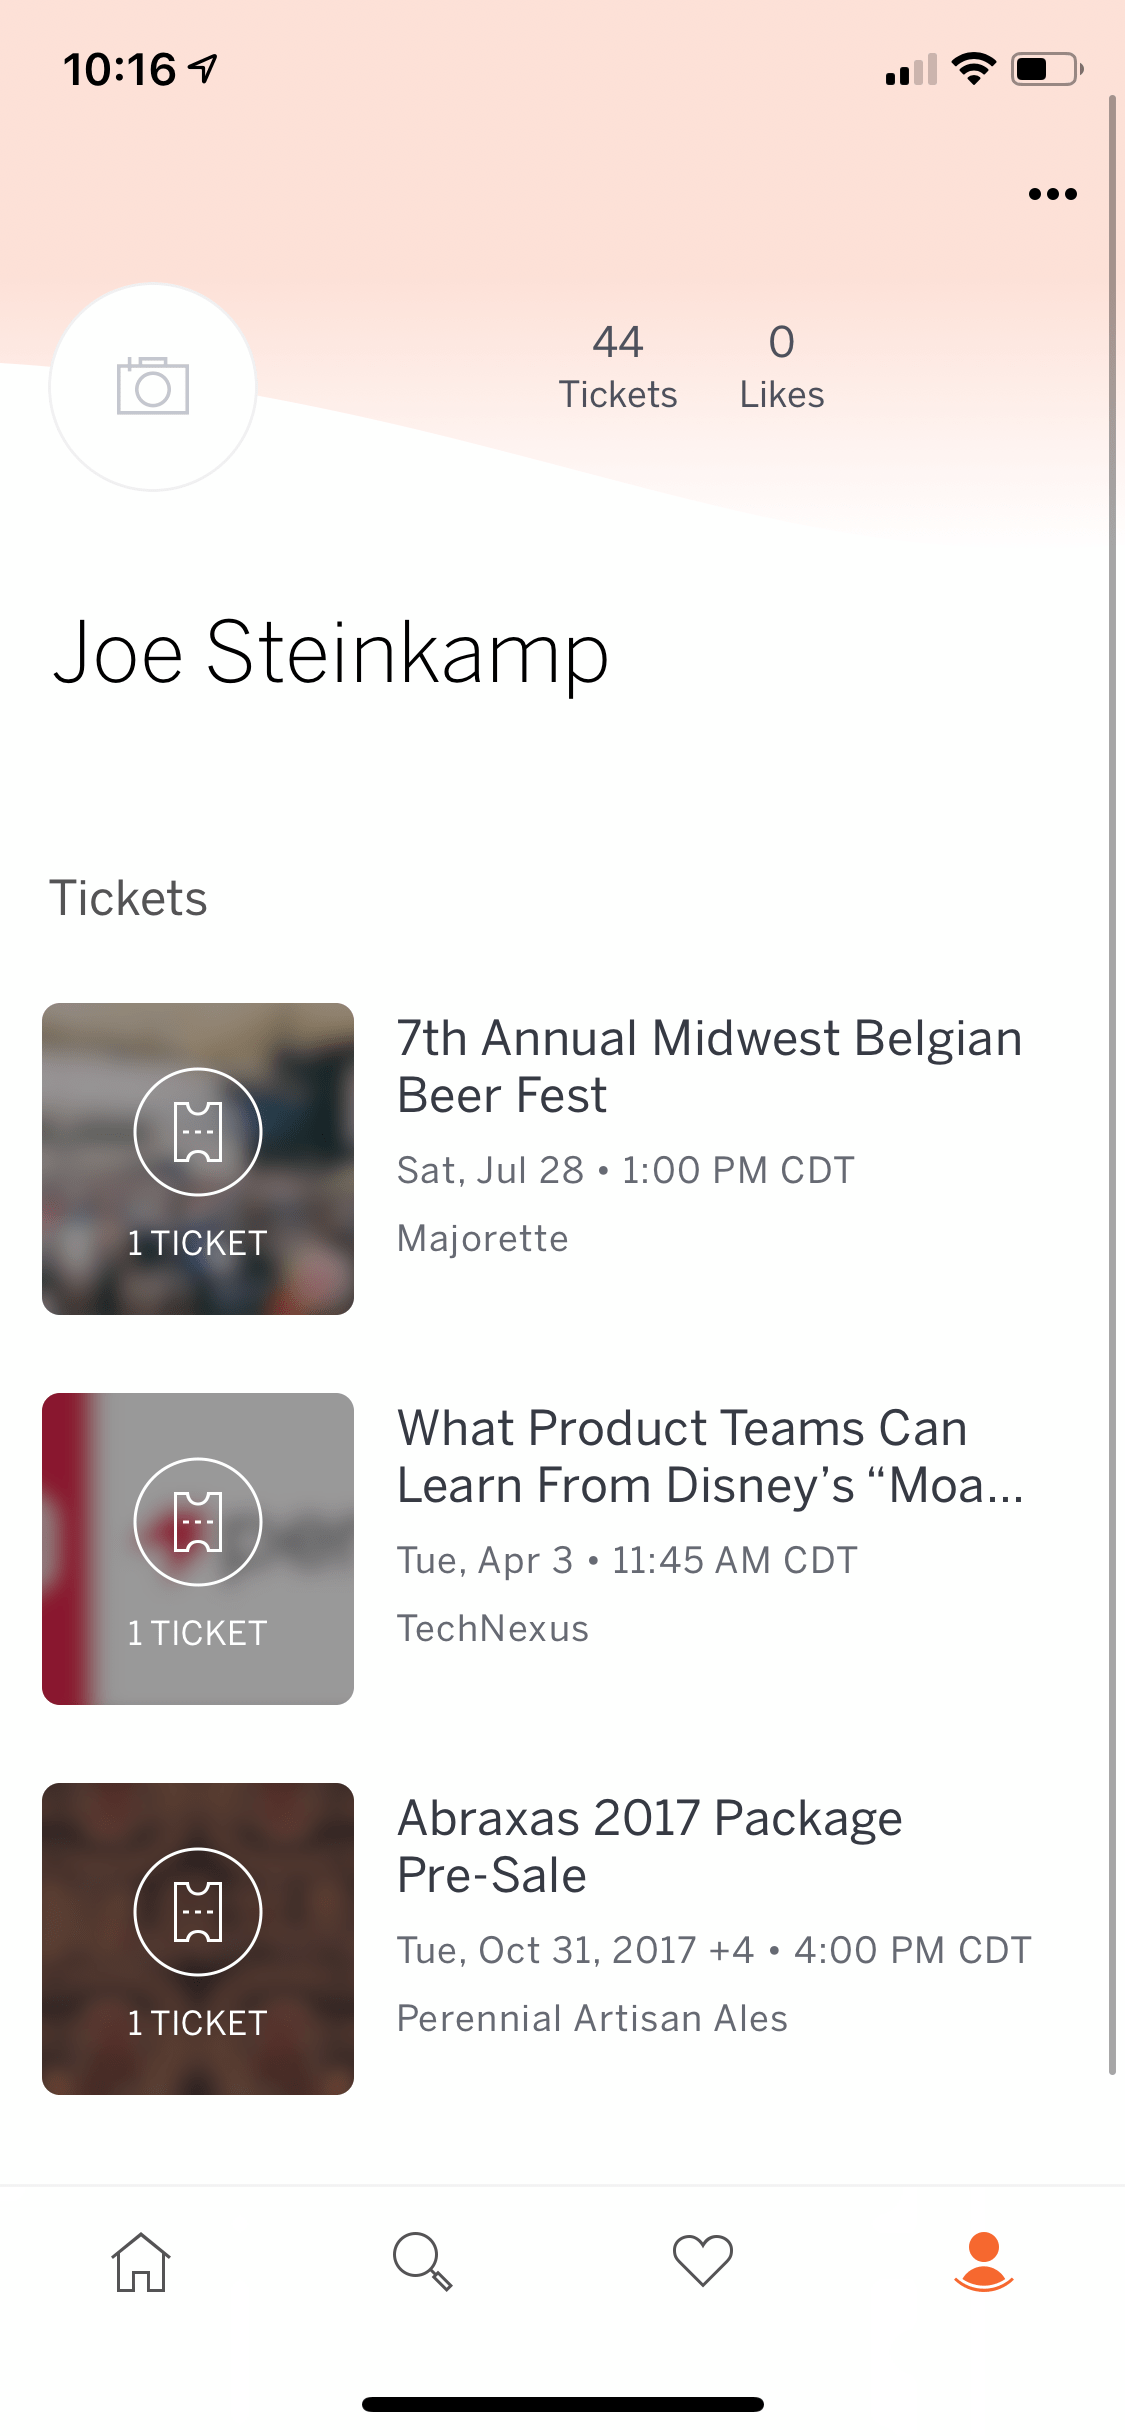 10:16
44
0
Tickets
Likes
Joe Steinkamp
Tickets
7th Annual Midwest Belgian
Beer Fest
Sat, Jul 28 • 1:00 PM CDT
Majorette
1 TICKET
What Product Teams Can
Learn From Disney’s “Moa...
Tue, Apr 3 • 11:45 AM CDT
TechNexus
1 TICKET
Abraxas 2017 Package
Pre-Sale
Tue, Oct 31, 2017 +4 • 4:00 PM CDT
Perennial Artisan Ales
1 TICKET